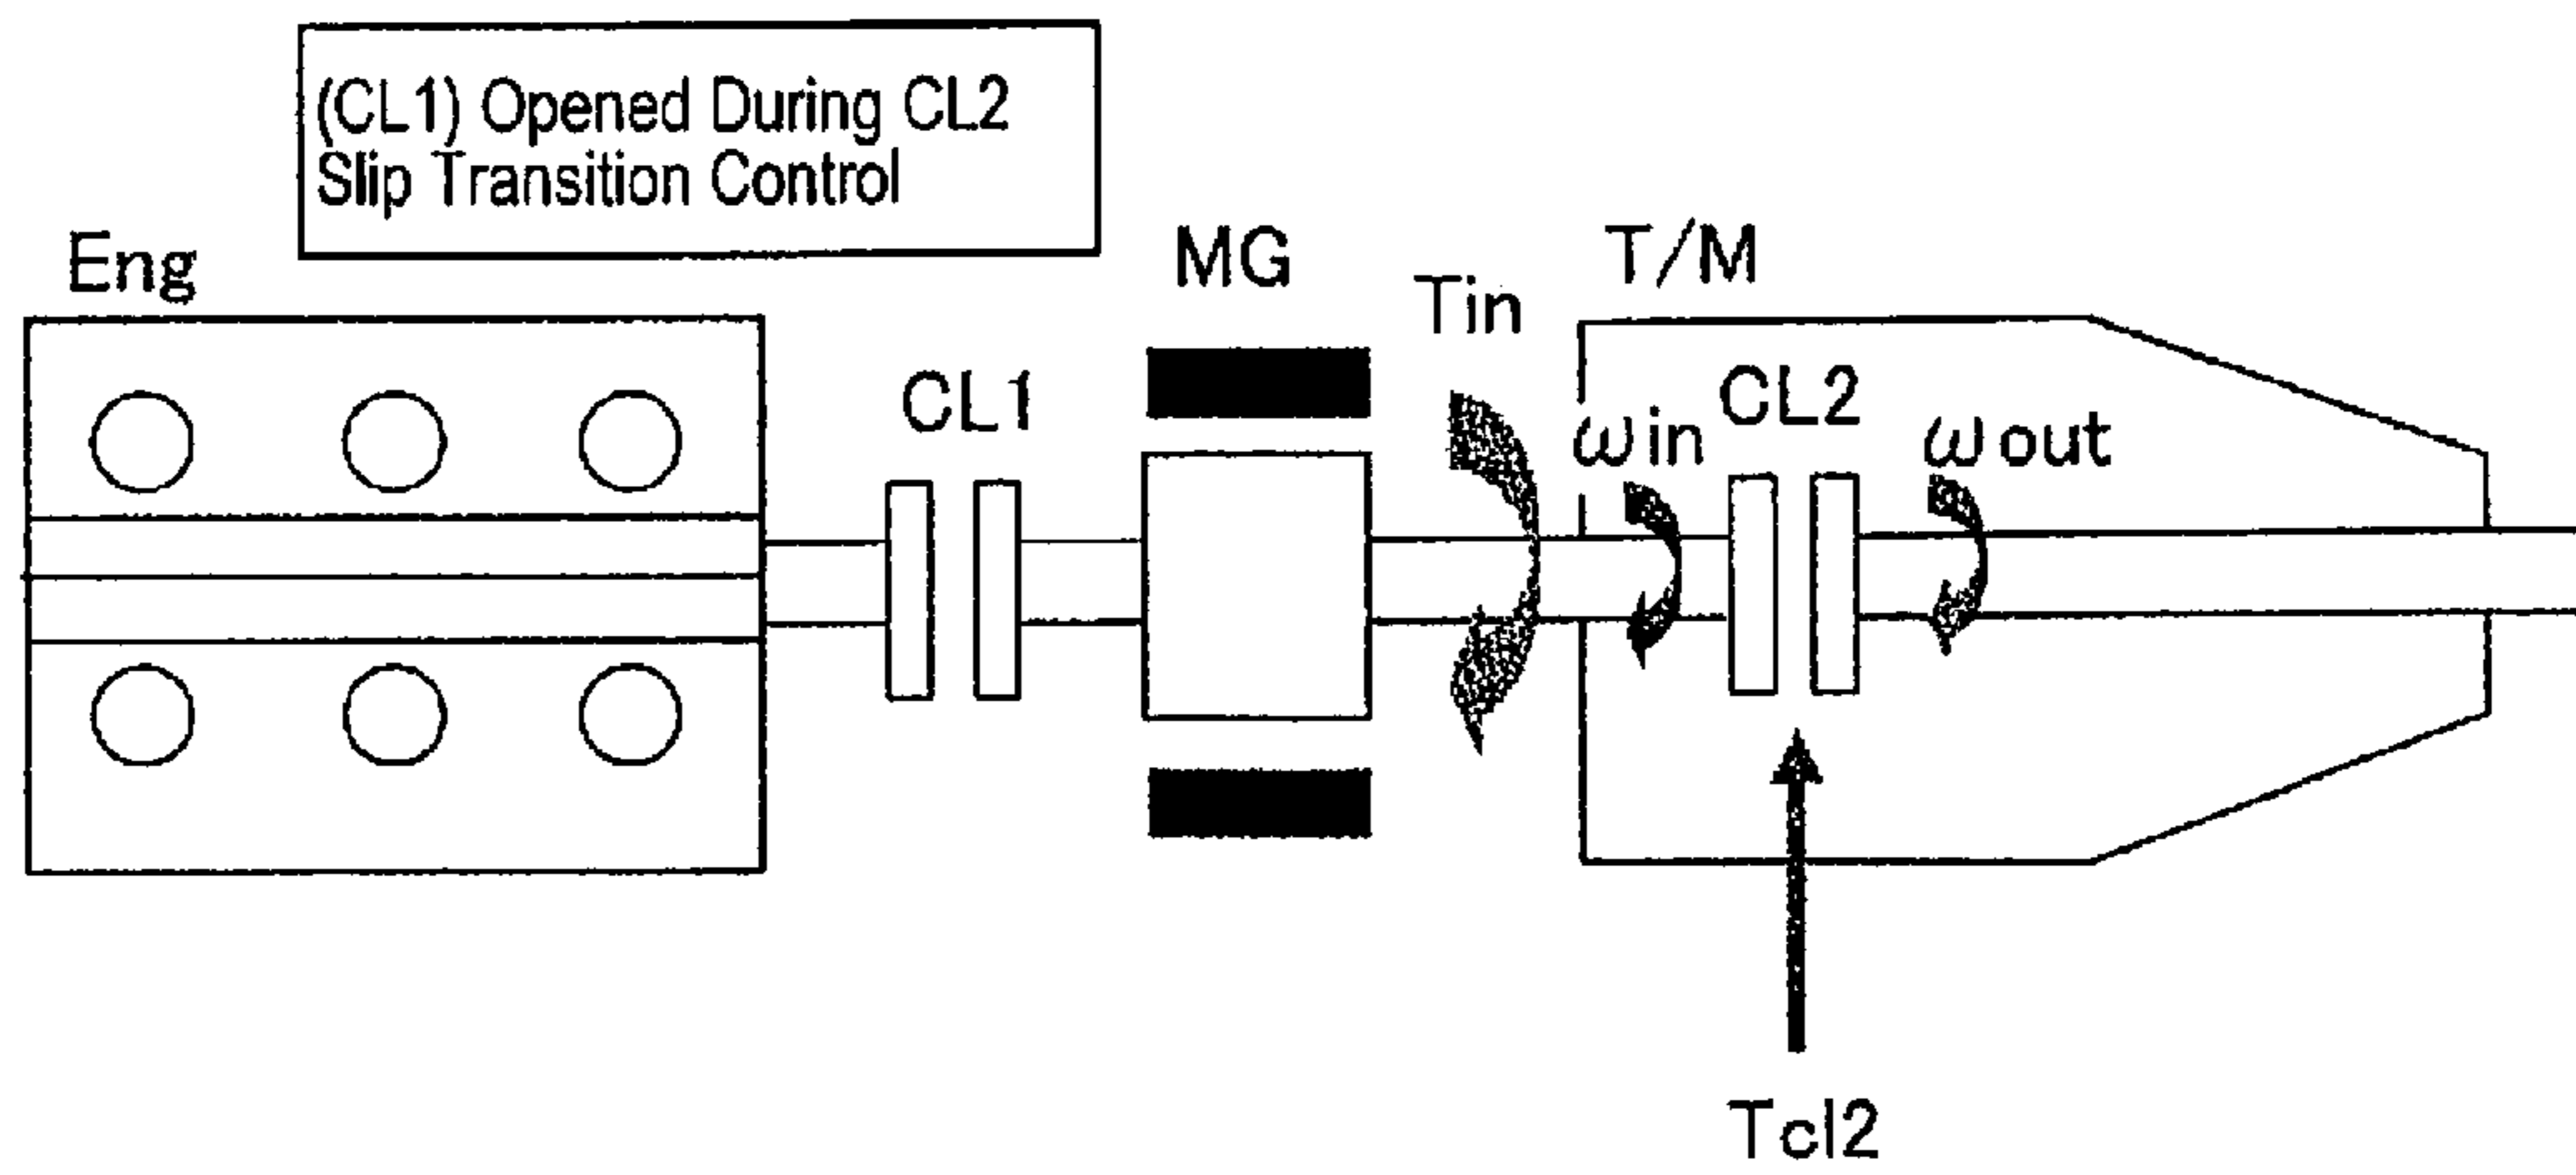 (CL1) Opened During CL2
Slip Transition Control
Eng
MG
T/M
Tin
CL1
CL2
ωin
ωout
Tcl2